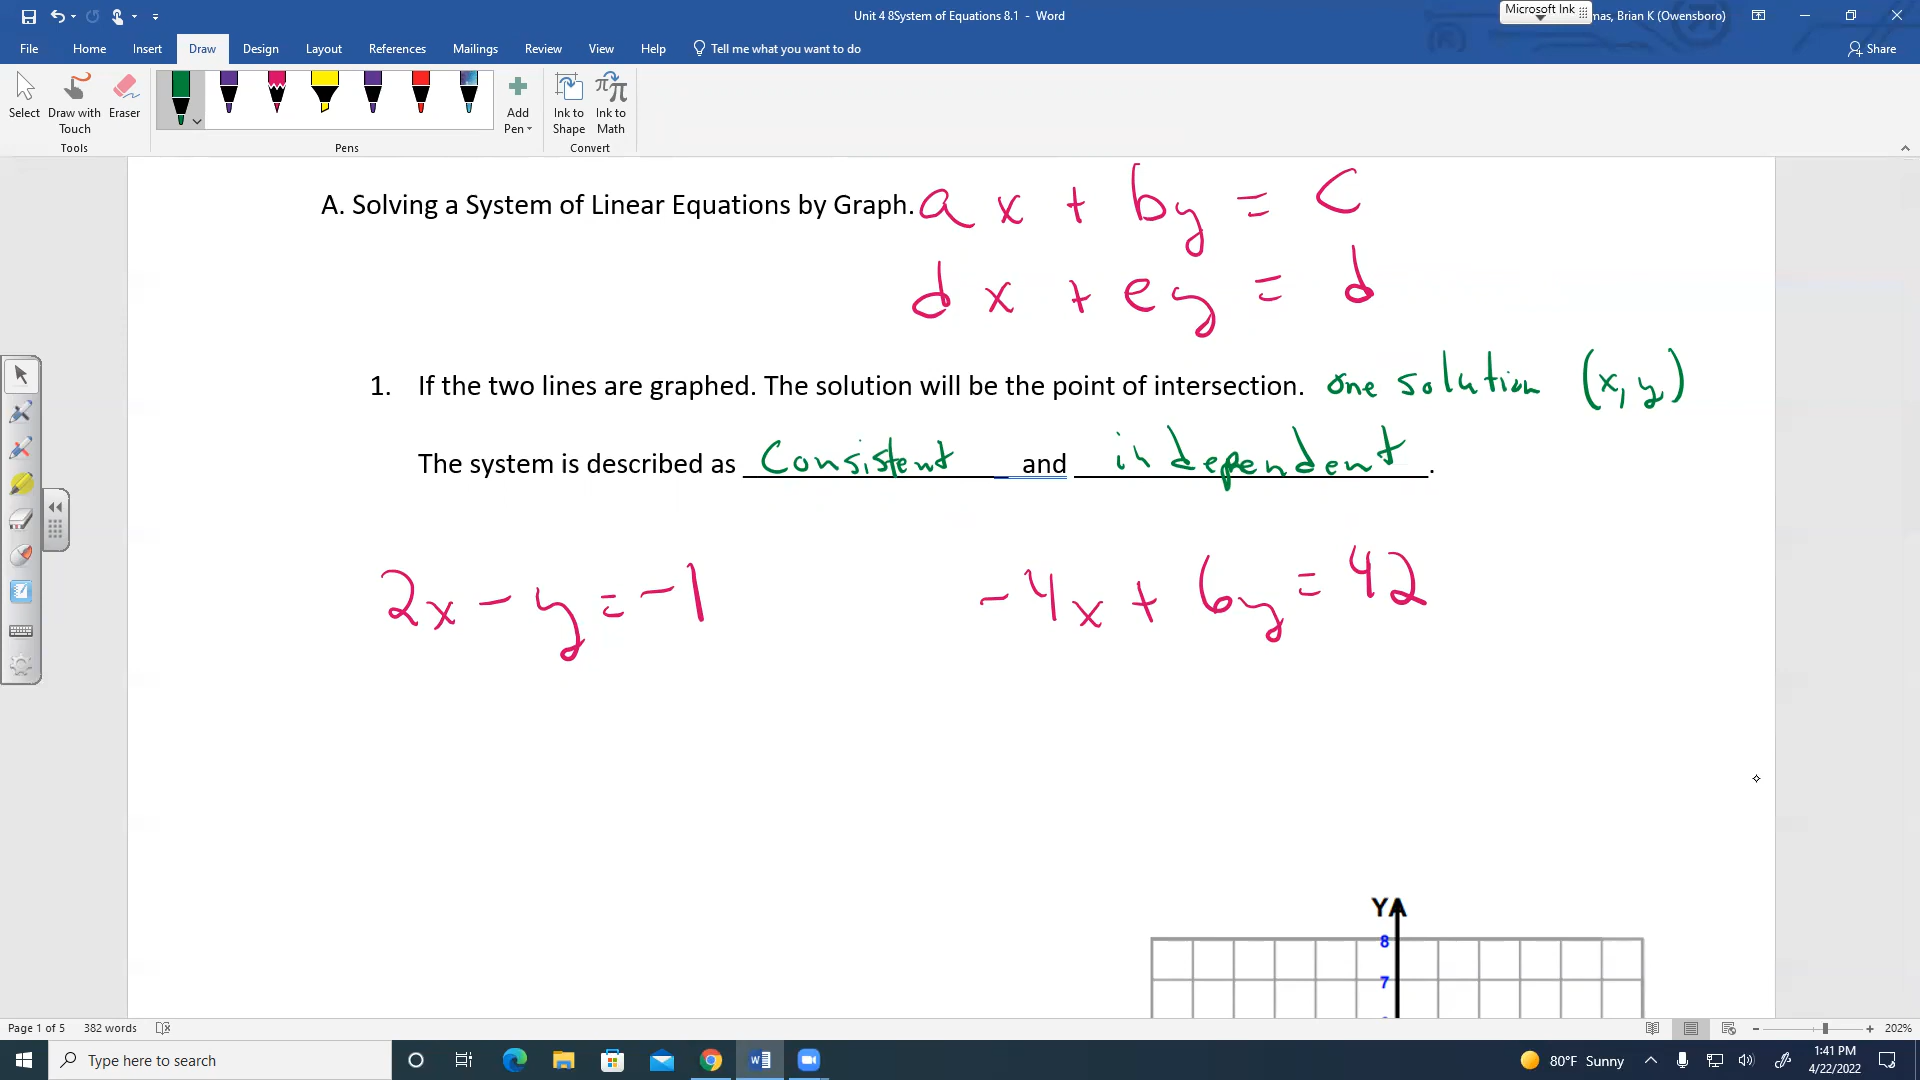 Unit 4 8System of Equations 8.1 - Word
Microsoft Ink
mas, Brian K (Owensboro)
File Home Insert Draw Design Layout References Mailings Review View Help Tell me what you want to do
Share
Select Draw with Touch Eraser
Add Pen
Ink to Shape
Ink to Math
Tools Pens Convert
A. Solving a System of Linear Equations by Graph. ax + by = c
dx + ey = d
1. If the two lines are graphed. The solution will be the point of intersection. one solution (x, y)
The system is described as Consistent and independent.
2x - y = -1 -4x + 6y = 42
YA
8
7
Page 1 of 5 382 words
202%
Type here to search
80°F Sunny
1:41 PM
4/22/2022